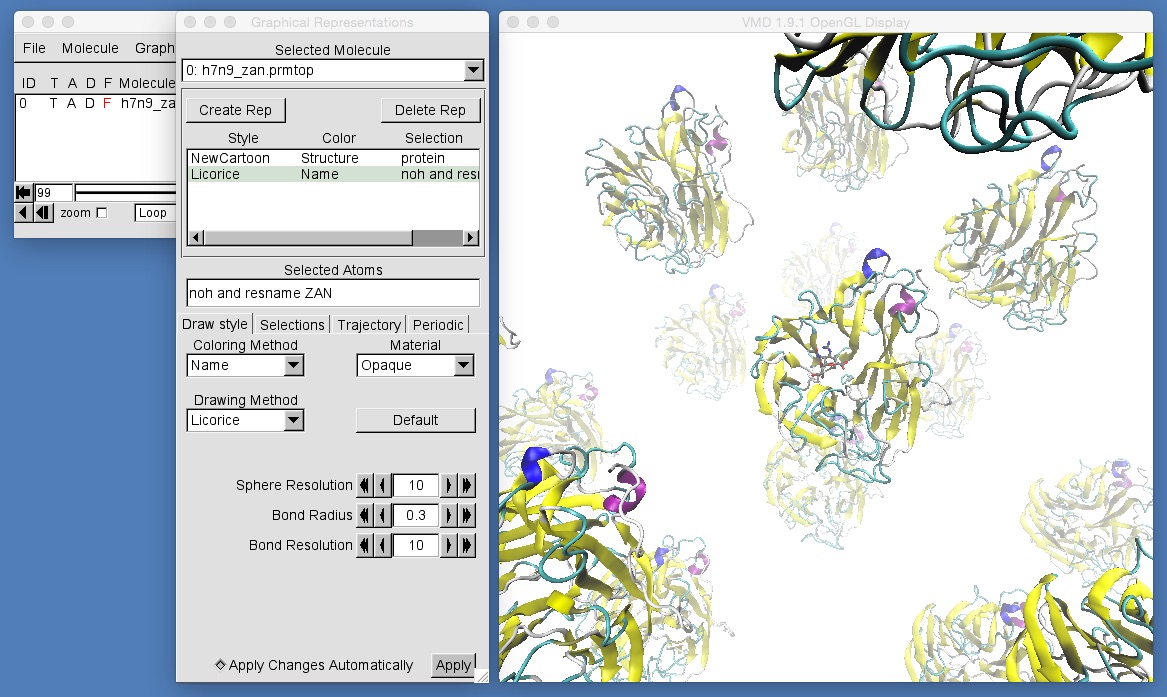 File Molecule Graph
ID T A D F Molecule
0 T A D F h7n9_za
99
zoom Loop
Graphical Representations
Selected Molecule
0: h7n9_zan.prmtop
Create Rep Delete Rep
Style Color Selection
NewCartoon Structure protein
Licorice Name noh and resn
Selected Atoms
noh and resname ZAN
Draw style Selections Trajectory Periodic
Coloring Method Material
Name Opaque
Drawing Method
Licorice Default
Sphere Resolution 10
Bond Radius 0.3
Bond Resolution 10
Apply Changes Automatically Apply
VMD 1.9.1 OpenGL Display